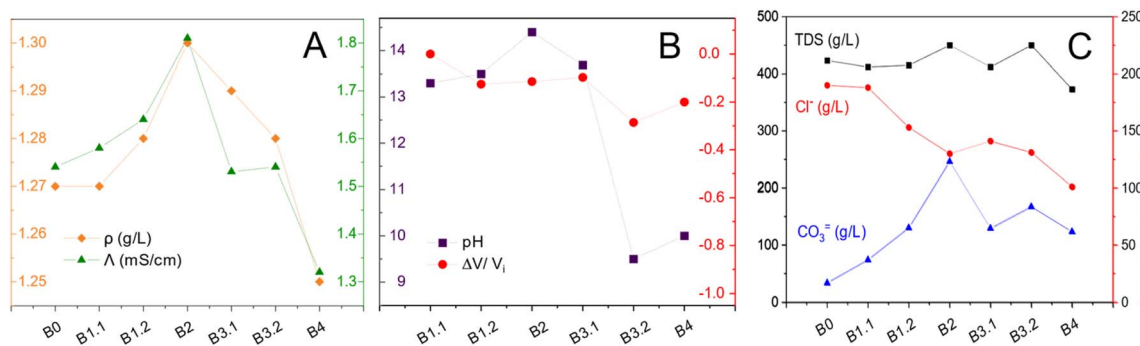 A
1.30
1.29
1.28
1.27
1.26
1.25
1.8
1.7
1.6
1.5
1.4
1.3
ρ (g/L)
Λ (mS/cm)
B0
B1.1
B1.2
B2
B3.1
B3.2
B4
B
14
13
12
11
10
9
0.0
-0.2
-0.4
-0.6
-0.8
-1.0
pH
ΔV/ Vᵢ
B1.1
B1.2
B2
B3.1
B3.2
B4
C
500
400
300
200
100
0
250
200
150
100
50
0
TDS (g/L)
Cl⁻ (g/L)
CO₃⁼ (g/L)
B0
B1.1
B1.2
B2
B3.1
B3.2
B4